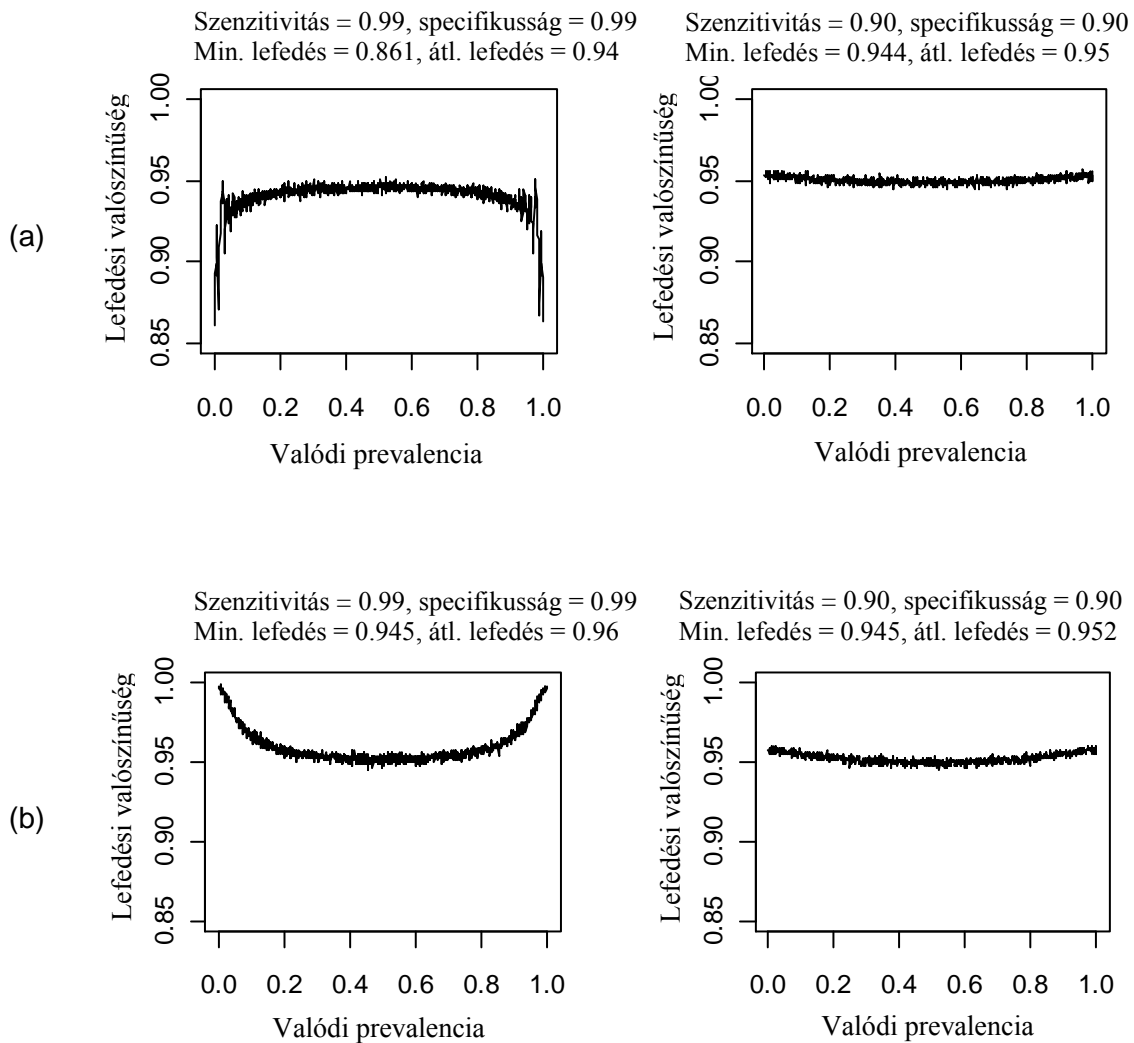 Szenzitivitás = 0.99, specifikusság = 0.99
Min. lefedés = 0.861, átl. lefedés = 0.94
Szenzitivitás = 0.90, specifikusság = 0.90
Min. lefedés = 0.944, átl. lefedés = 0.95
(a)
Lefedési valószínűség
1.00
0.95
0.90
0.85
0.0 0.2 0.4 0.6 0.8 1.0
Valódi prevalencia
Lefedési valószínűség
1.00
0.95
0.90
0.85
0.0 0.2 0.4 0.6 0.8 1.0
Valódi prevalencia
Szenzitivitás = 0.99, specifikusság = 0.99
Min. lefedés = 0.945, átl. lefedés = 0.96
Szenzitivitás = 0.90, specifikusság = 0.90
Min. lefedés = 0.945, átl. lefedés = 0.952
(b)
Lefedési valószínűség
1.00
0.95
0.90
0.85
0.0 0.2 0.4 0.6 0.8 1.0
Valódi prevalencia
Lefedési valószínűség
1.00
0.95
0.90
0.85
0.0 0.2 0.4 0.6 0.8 1.0
Valódi prevalencia